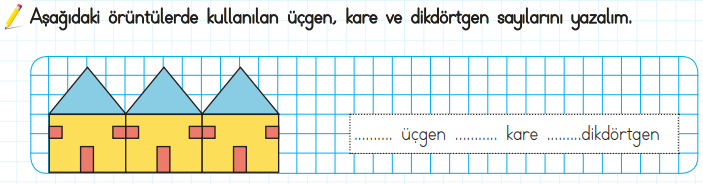 Aşağıdaki örüntülerde kullanılan üçgen, kare ve dikdörtgen sayılarını yazalım.
.......... üçgen ........... kare .........dikdörtgen